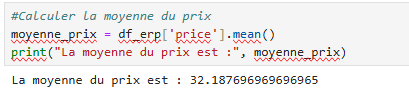 #Calculer la moyenne du prix
moyenne_prix = df_erp['price'].mean()
print("La moyenne du prix est :", moyenne_prix)
La moyenne du prix est : 32.187696969696965